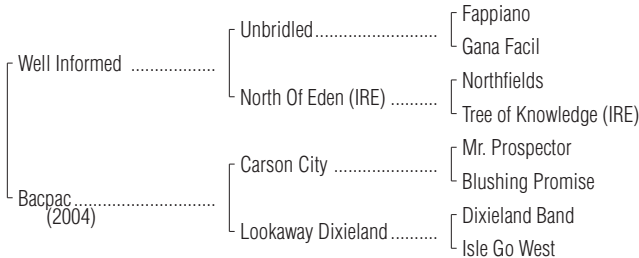 Fappiano
Unbridled.......................................
Gana Facil
Well Informed .....................
Northfields
North Of Eden (IRE) ...........
Tree of Knowledge (IRE)
Mr. Prospector
Carson City ..........................
Blushing Promise
Bacpac....................................
(2004)
Dixieland Band
Lookaway Dixieland...........
Isle Go West